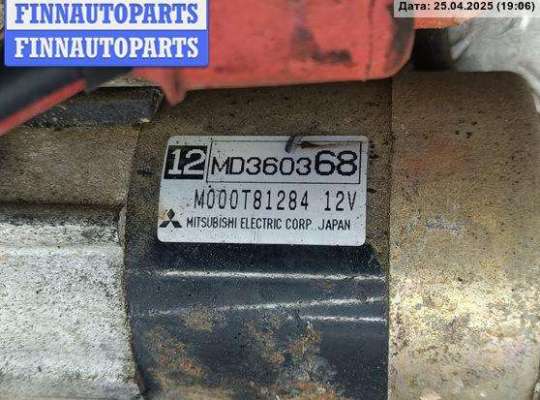 FINNAUTOPARTS
FINNAUTOPARTS
Дата: 25.04.2025 (19:06)
12 MD360368
M000T81284 12V
MITSUBISHI ELECTRIC CORP. JAPAN